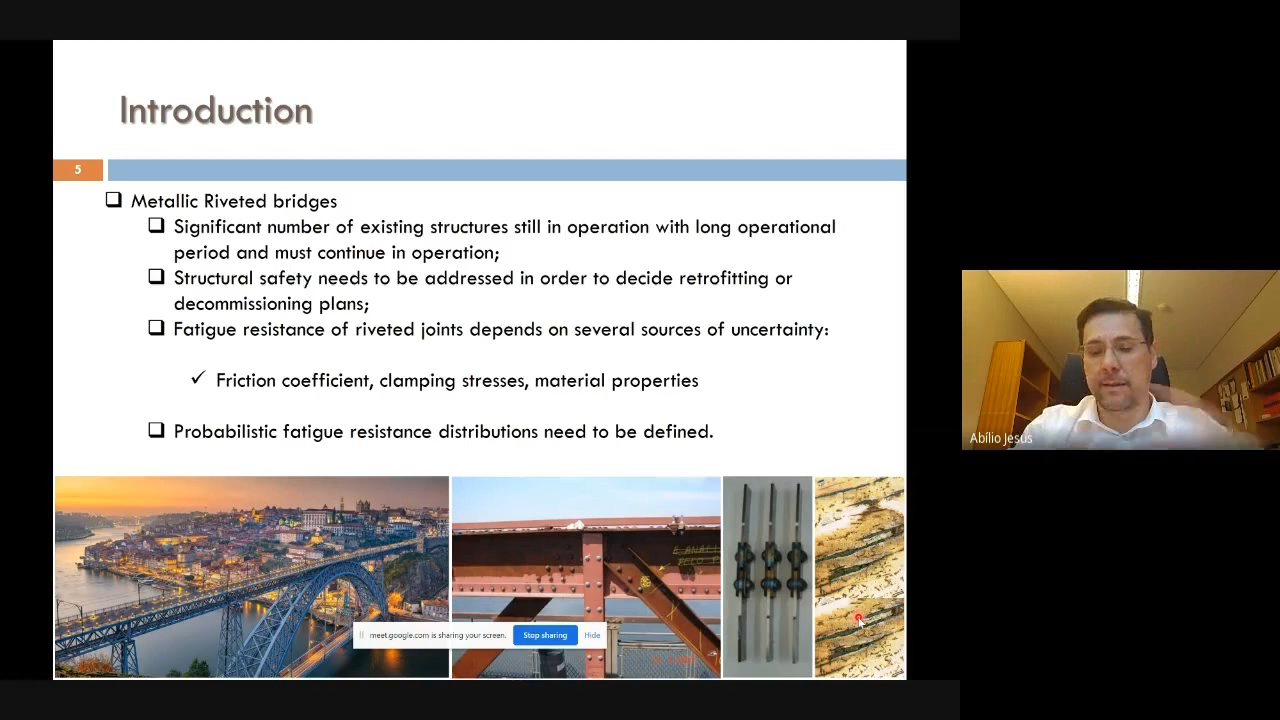 Introduction
5
Metallic Riveted bridges
Significant number of existing structures still in operation with long operational
period and must continue in operation;
Structural safety needs to be addressed in order to decide retrofitting or
decommissioning plans;
Fatigue resistance of riveted joints depends on several sources of uncertainty:
✓ Friction coefficient, clamping stresses, material properties
Probabilistic fatigue resistance distributions need to be defined.
meet.google.com is sharing your screen. Stop sharing Hide
Abílio Jesus